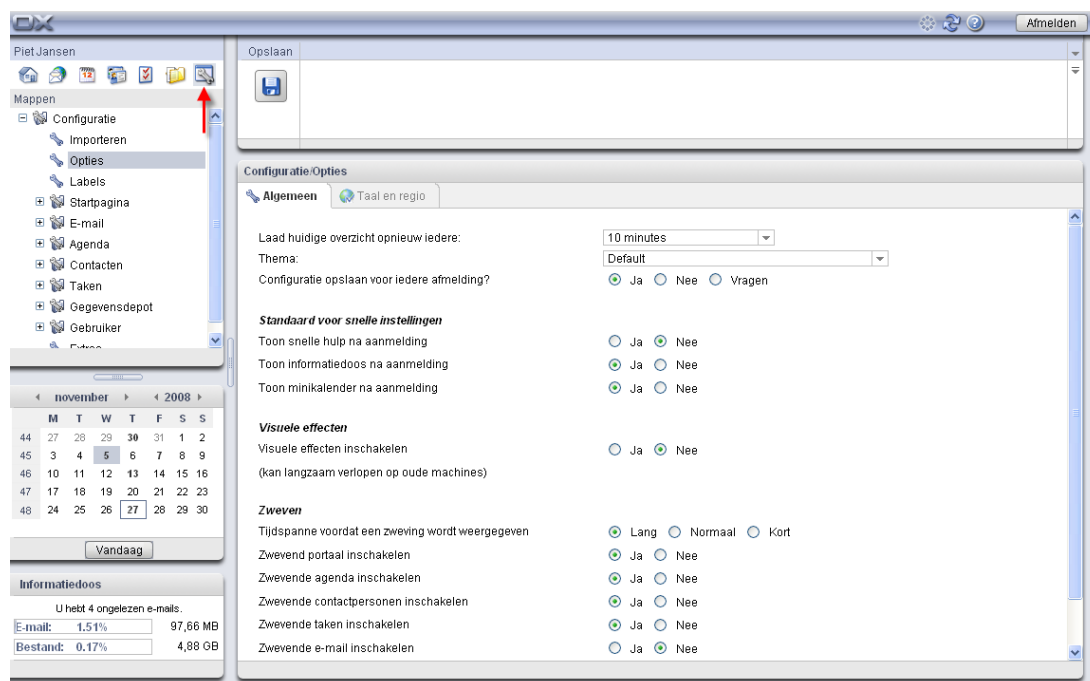 OX
Afmelden
Piet Jansen
12
Mappen
Configuratie
Importeren
Opties
Labels
Startpagina
E-mail
Agenda
Contacten
Taken
Gegevensdepot
Gebruiker
november 2008
M T W T F S S
44 27 28 29 30 31 1 2
45 3 4 5 6 7 8 9
46 10 11 12 13 14 15 16
47 17 18 19 20 21 22 23
48 24 25 26 27 28 29 30
Vandaag
Informatiedoos
U hebt 4 ongelezen e-mails.
E-mail: 1.51% 97,66 MB
Bestand: 0.17% 4,88 GB
Opslaan
Configuratie/Opties
Algemeen Taal en regio
Laad huidige overzicht opnieuw iedere: 10 minutes
Thema: Default
Configuratie opslaan voor iedere afmelding? Ja Nee Vragen
Standaard voor snelle instellingen
Toon snelle hulp na aanmelding Ja Nee
Toon informatiedoos na aanmelding Ja Nee
Toon minikalender na aanmelding Ja Nee
Visuele effecten
Visuele effecten inschakelen Ja Nee
(kan langzaam verlopen op oude machines)
Zweven
Tijdspanne voordat een zweving wordt weergegeven Lang Normaal Kort
Zwevend portaal inschakelen Ja Nee
Zwevende agenda inschakelen Ja Nee
Zwevende contactpersonen inschakelen Ja Nee
Zwevende taken inschakelen Ja Nee
Zwevende e-mail inschakelen Ja Nee